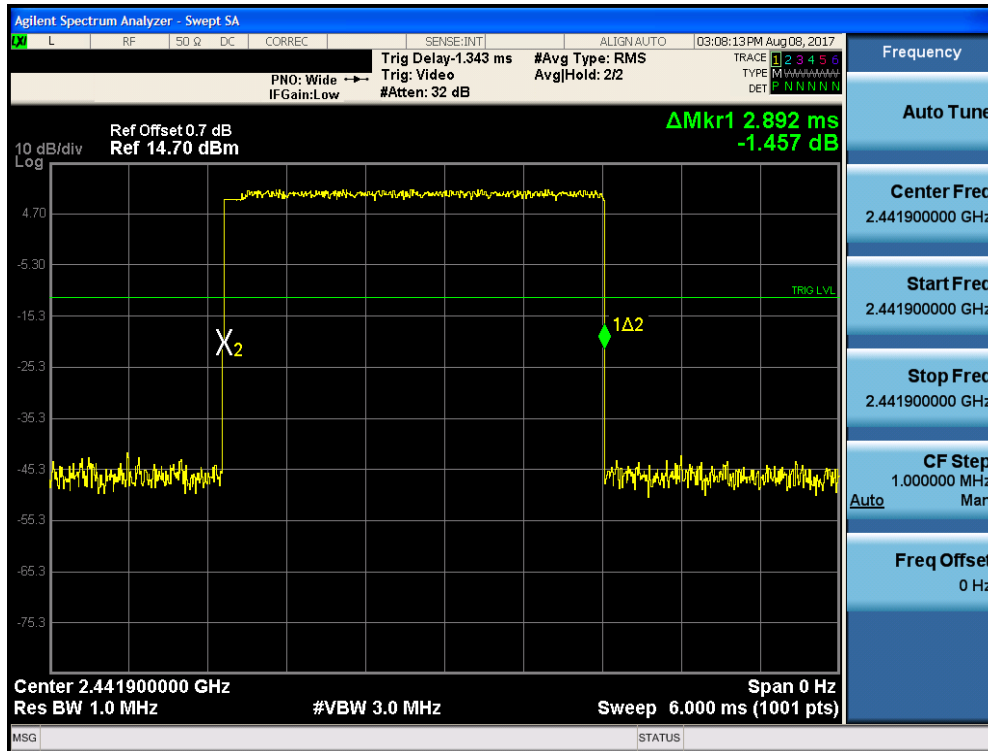 Agilent Spectrum Analyzer - Swept SA
LXI L RF 50 Ω DC CORREC SENSE:INT ALIGN AUTO 03:08:13 PM Aug 08, 2017
Trig Delay-1.343 ms #Avg Type: RMS TRACE 1 2 3 4 5 6
PNO: Wide Trig: Video Avg|Hold: 2/2 TYPE M WWWWW
IFGain:Low #Atten: 32 dB DET P N N N N N
ΔMkr1 2.892 ms
-1.457 dB
Ref Offset 0.7 dB
10 dB/div Ref 14.70 dBm
Log
4.70
-5.30
TRIG LVL
-15.3
1Δ2
2
-25.3
-35.3
-45.3
-55.3
-65.3
-75.3
Center 2.441900000 GHz Span 0 Hz
Res BW 1.0 MHz #VBW 3.0 MHz Sweep 6.000 ms (1001 pts)
MSG STATUS
Frequency
Auto Tune
Center Freq
2.441900000 GHz
Start Freq
2.441900000 GHz
Stop Freq
2.441900000 GHz
CF Step
1.000000 MHz
Auto Man
Freq Offset
0 Hz